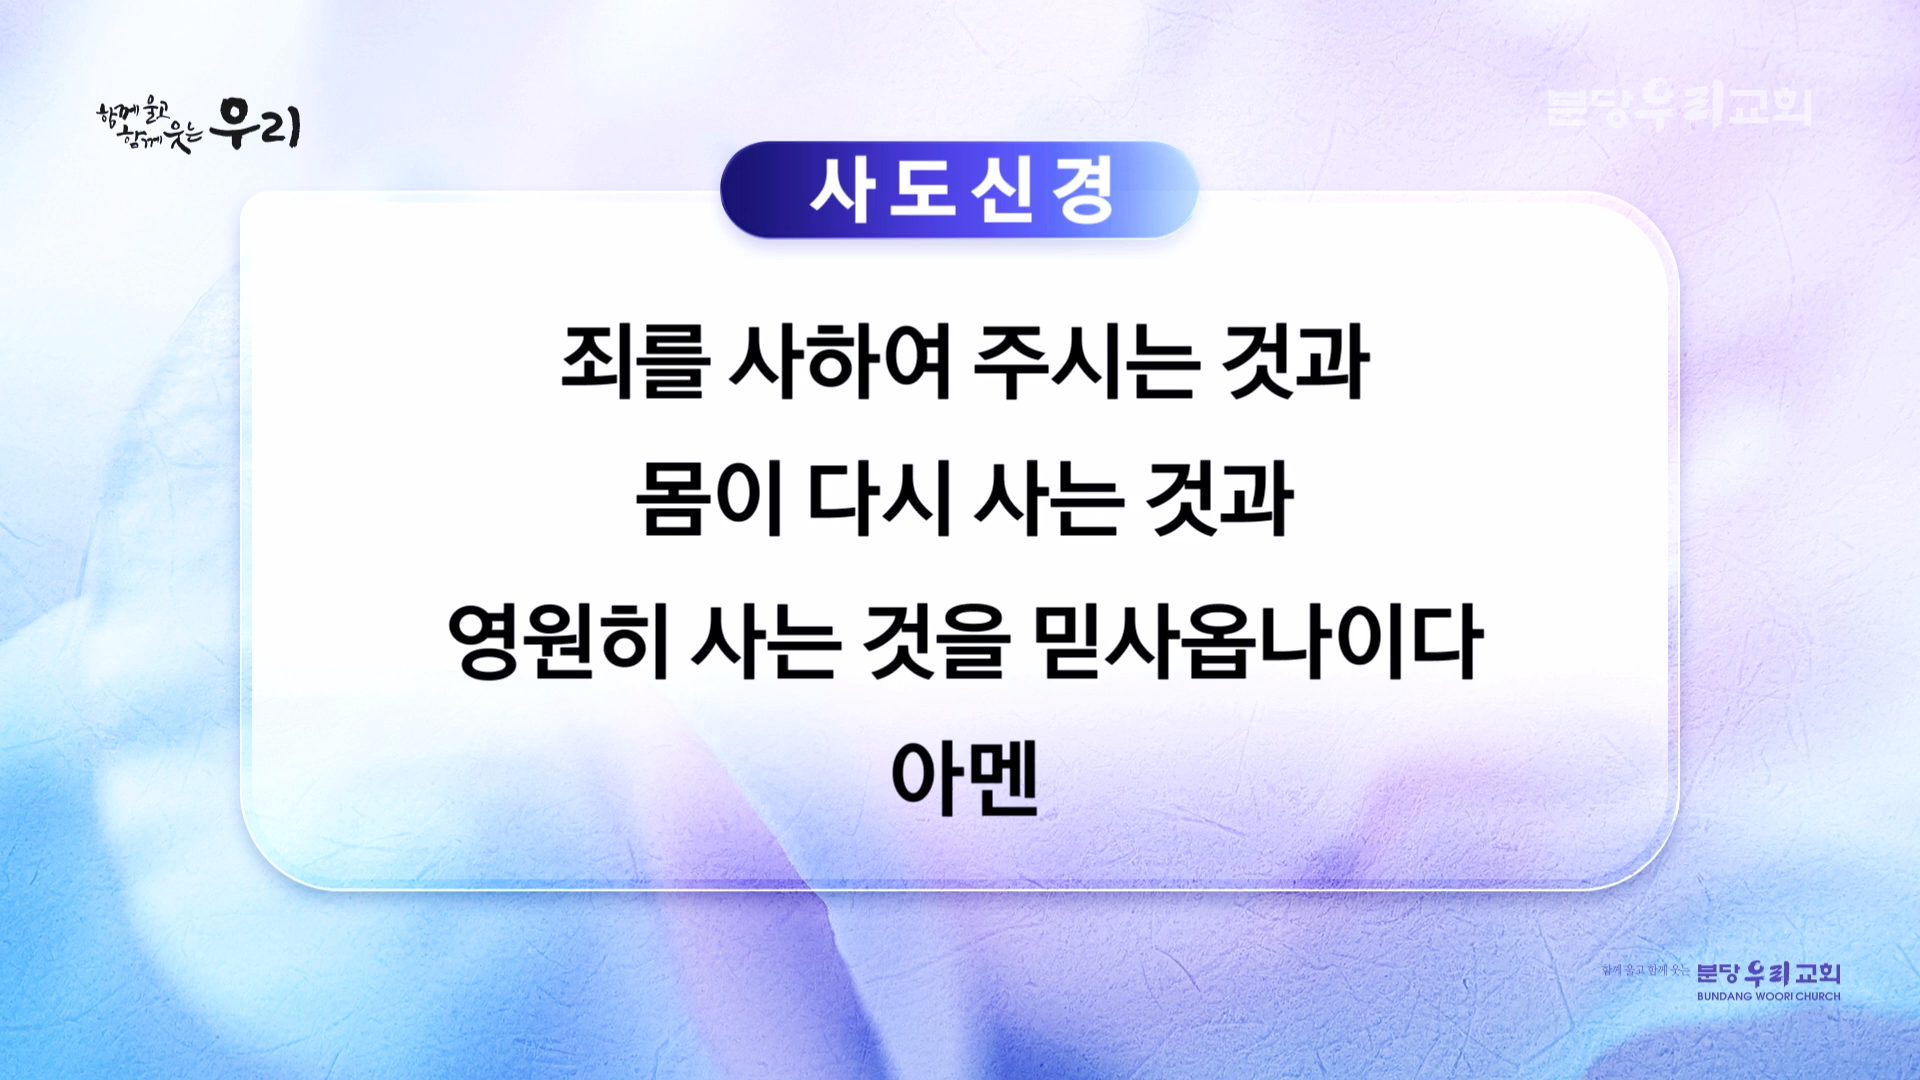 함께 울고
함께 웃는 우리
분당우리교회
사도신경
죄를 사하여 주시는 것과
몸이 다시 사는 것과
영원히 사는 것을 믿사옵나이다
아멘
함께 울고 함께 웃는 분당우리교회
BUNDANG WOORI CHURCH